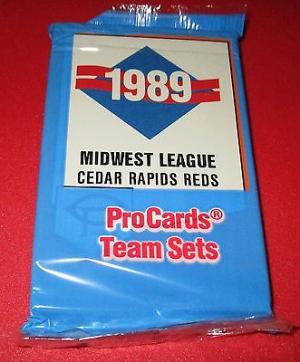 1989
MIDWEST LEAGUE
CEDAR RAPIDS REDS
ProCards®
Team Sets